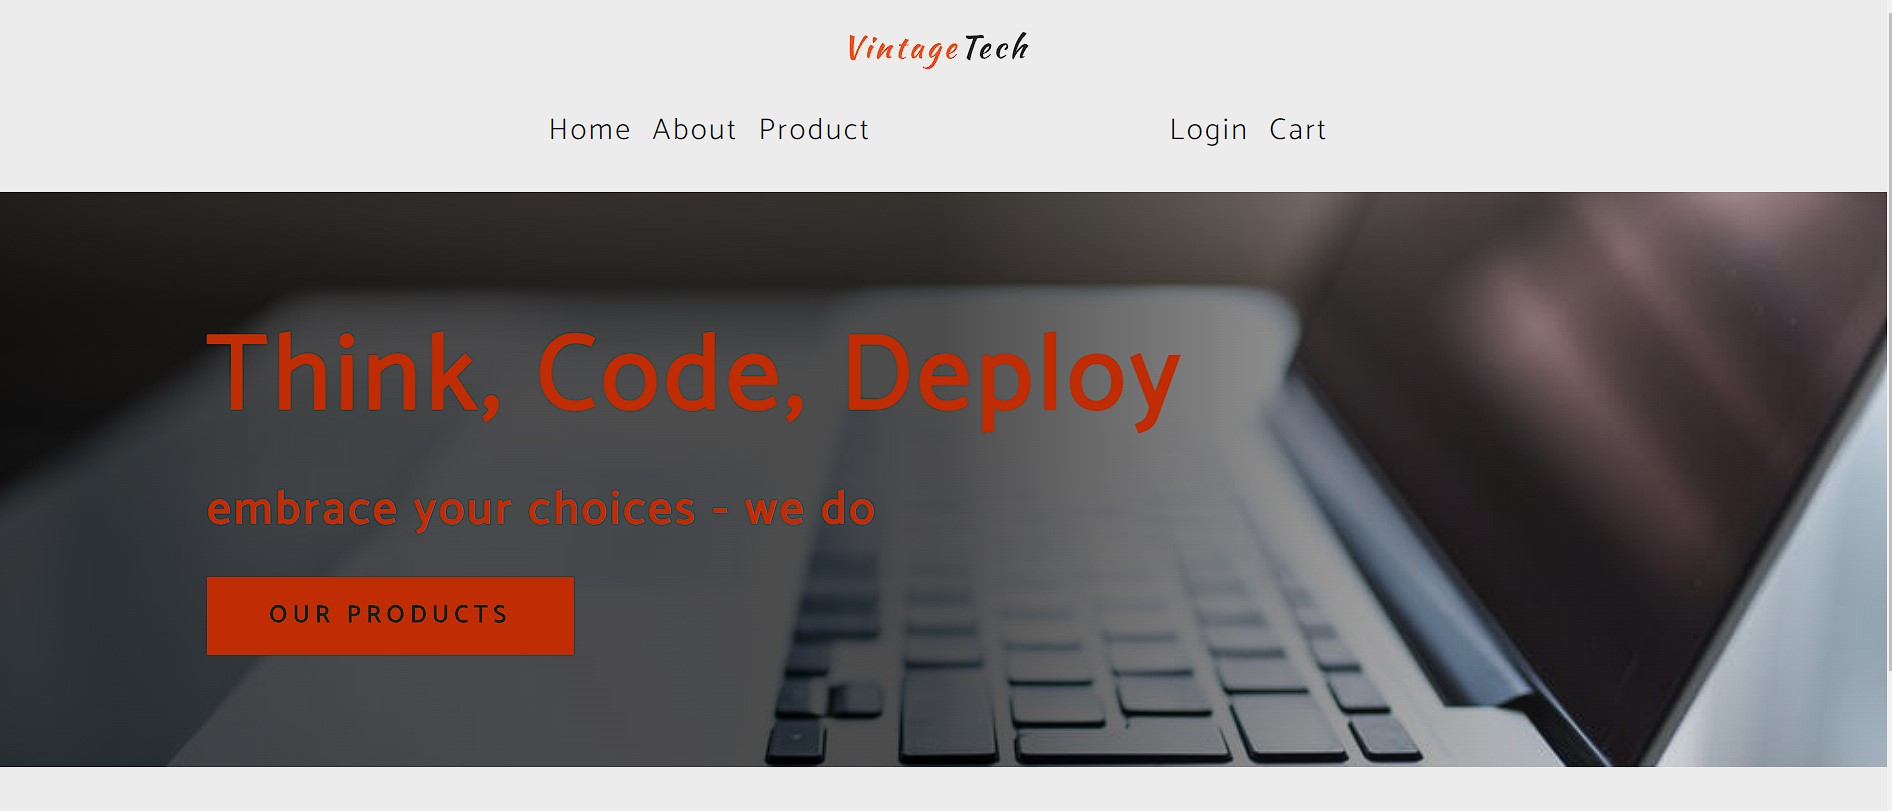 VintageTech
Home About Product Login Cart
Think, Code, Deploy
embrace your choices - we do
OUR PRODUCTS